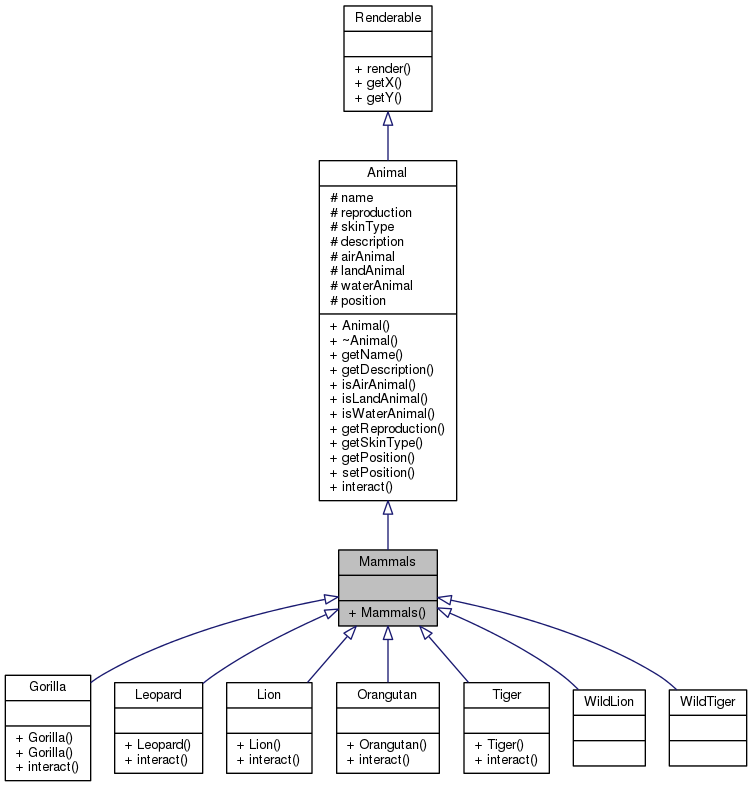 Renderable
+ render()
+ getX()
+ getY()
Animal
# name
# reproduction
# skinType
# description
# airAnimal
# landAnimal
# waterAnimal
# position
+ Animal()
+ ~Animal()
+ getName()
+ getDescription()
+ isAirAnimal()
+ isLandAnimal()
+ isWaterAnimal()
+ getReproduction()
+ getSkinType()
+ getPosition()
+ setPosition()
+ interact()
Mammals
+ Mammals()
Gorilla
+ Gorilla()
+ Gorilla()
+ interact()
Leopard
+ Leopard()
+ interact()
Lion
+ Lion()
+ interact()
Orangutan
+ Orangutan()
+ interact()
Tiger
+ Tiger()
+ interact()
WildLion
WildTiger